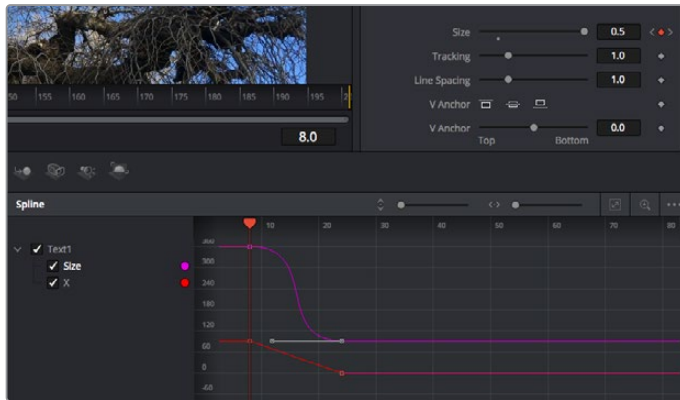 Size 0.5
Tracking 1.0
Line Spacing 1.0
V Anchor
V Anchor 0.0
Top Bottom
50 155 160 165 170 175 180 185 190 195
8.0
Spline
10 20 30 40 50 60 70 80
Text1
Size
X
360
300
240
180
120
60
0
-60